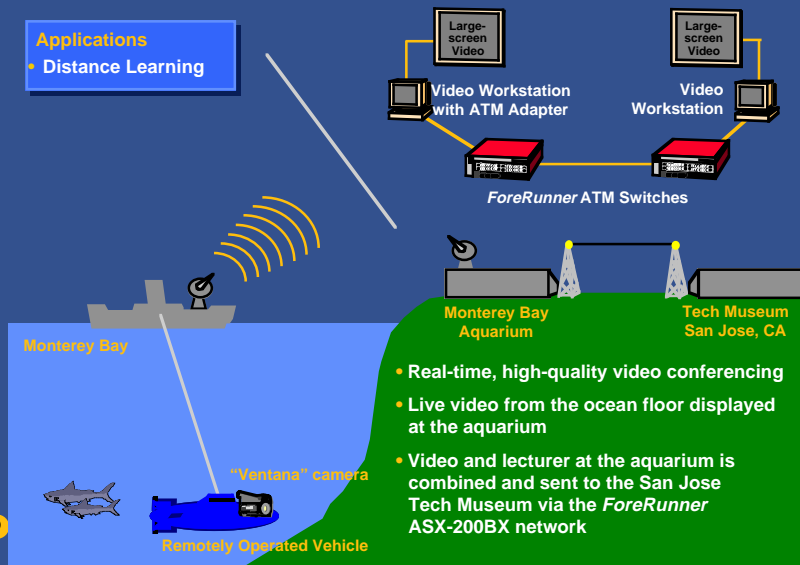 Applications
• Distance Learning
Large-
screen
Video
Large-
screen
Video
Video Workstation
with ATM Adapter
Video
Workstation
ForeRunner ATM Switches
Monterey Bay
Monterey Bay
Aquarium
Tech Museum
San Jose, CA
• Real-time, high-quality video conferencing
• Live video from the ocean floor displayed
at the aquarium
• Video and lecturer at the aquarium is
combined and sent to the San Jose
Tech Museum via the ForeRunner
ASX-200BX network
“Ventana” camera
Remotely Operated Vehicle